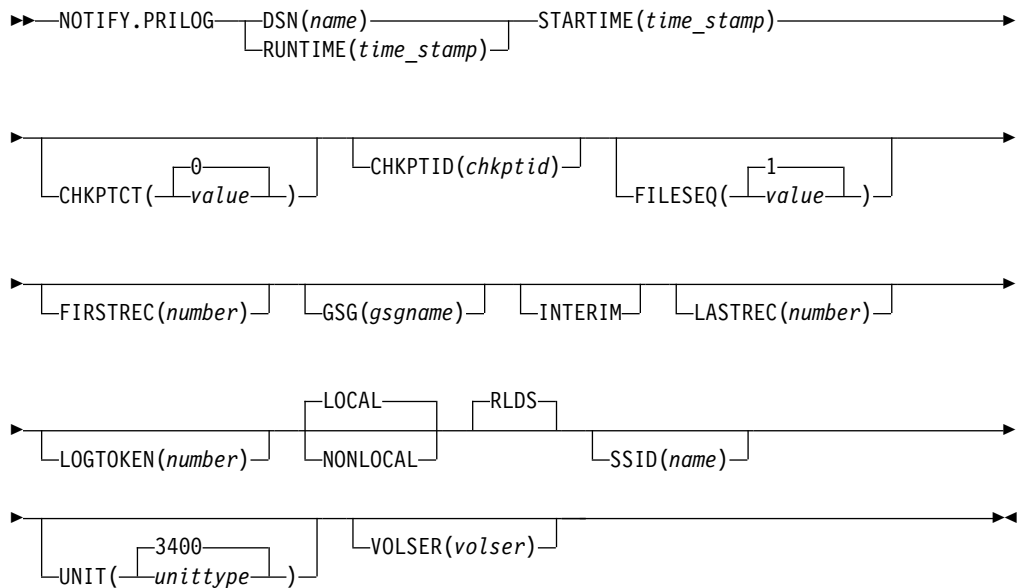 NOTIFY.PRILOG DSN(name) STARTIME(time_stamp)
RUNTIME(time_stamp)
0
CHKPTCT( value ) CHKPTID(chkptid) FILESEQ( 1
value )
FIRSTREC(number) GSG(gsgname) INTERIM LASTREC(number)
LOCAL RLDS
LOGTOKEN(number) NONLOCAL SSID(name)
3400
UNIT( unittype ) VOLSER(volser)